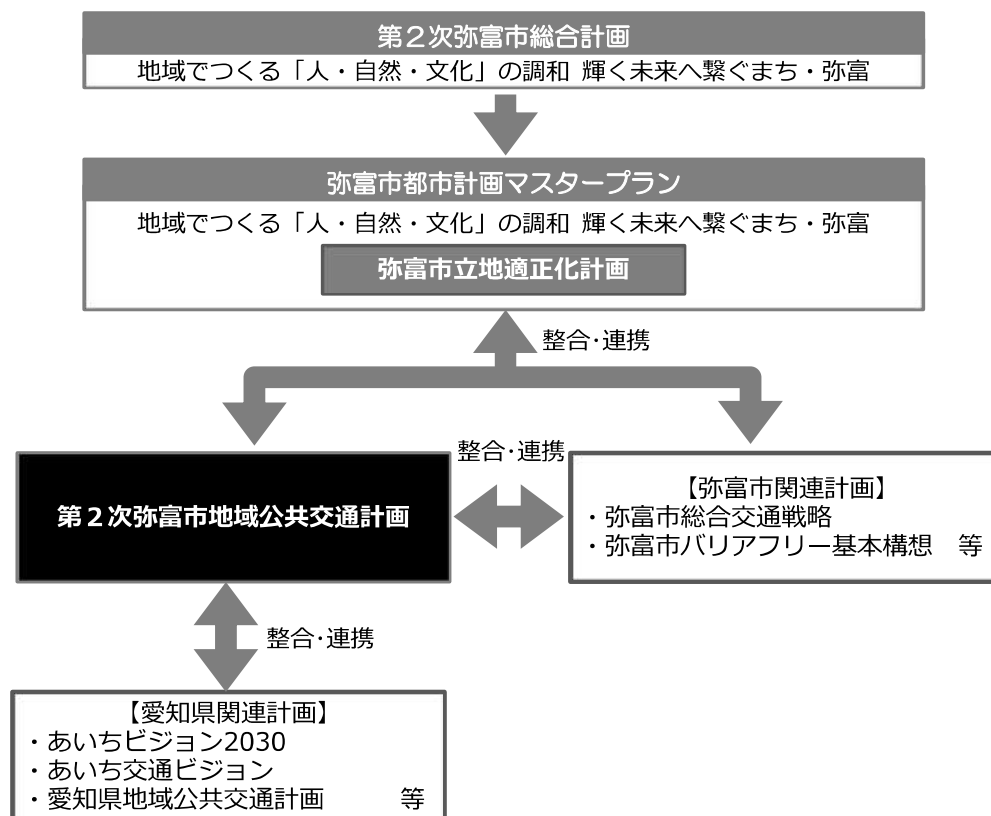 第２次弥富市総合計画
地域でつくる「人・自然・文化」の調和 輝く未来へ繋ぐまち・弥富
弥富市都市計画マスタープラン
地域でつくる「人・自然・文化」の調和 輝く未来へ繋ぐまち・弥富
弥富市立地適正化計画
整合･連携
整合･連携
第２次弥富市地域公共交通計画
【弥富市関連計画】
・弥富市総合交通戦略
・弥富市バリアフリー基本構想　等
整合･連携
【愛知県関連計画】
・あいちビジョン2030
・あいち交通ビジョン
・愛知県地域公共交通計画　　　等